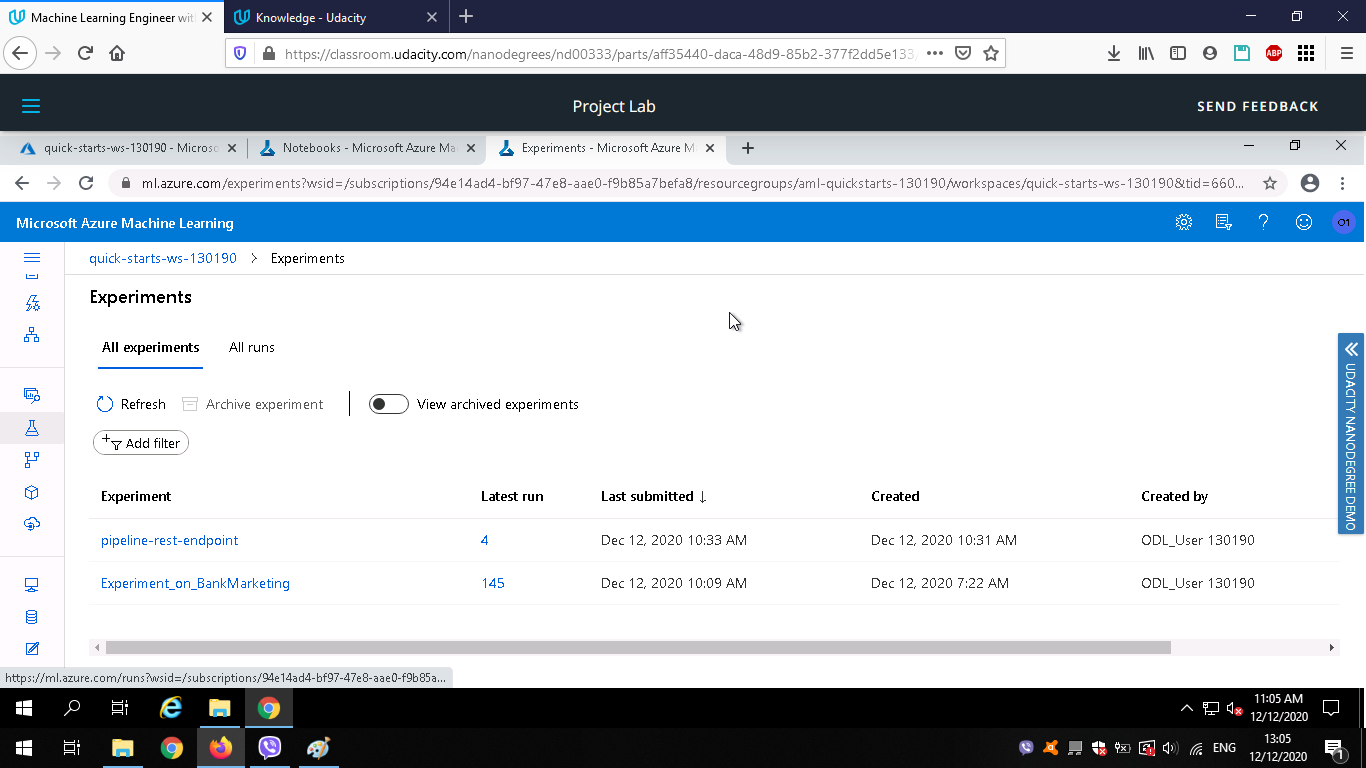 Machine Learning Engineer with
Knowledge - Udacity
https://classroom.udacity.com/nanodegrees/nd00333/parts/aff35440-daca-48d9-85b2-377f2dd5e133/
ABP
Project Lab
SEND FEEDBACK
quick-starts-ws-130190 - Microso
Notebooks - Microsoft Azure Ma
Experiments - Microsoft Azure M
ml.azure.com/experiments?wsid=/subscriptions/94e14ad4-bf97-47e8-aae0-f9b85a7befa8/resourcegroups/aml-quickstarts-130190/workspaces/quick-starts-ws-130190&tid=660...
Microsoft Azure Machine Learning
O1
quick-starts-ws-130190 > Experiments
Experiments
All experiments
All runs
Refresh
Archive experiment
View archived experiments
Add filter
UDACITY NANODEGREE DEMO
Experiment
Latest run
Last submitted ↓
Created
Created by
pipeline-rest-endpoint
4
Dec 12, 2020 10:33 AM
Dec 12, 2020 10:31 AM
ODL_User 130190
Experiment_on_BankMarketing
145
Dec 12, 2020 10:09 AM
Dec 12, 2020 7:22 AM
ODL_User 130190
https://ml.azure.com/runs?wsid=/subscriptions/94e14ad4-bf97-47e8-aae0-f9b85a...
11:05 AM
12/12/2020
ENG
13:05
12/12/2020
1